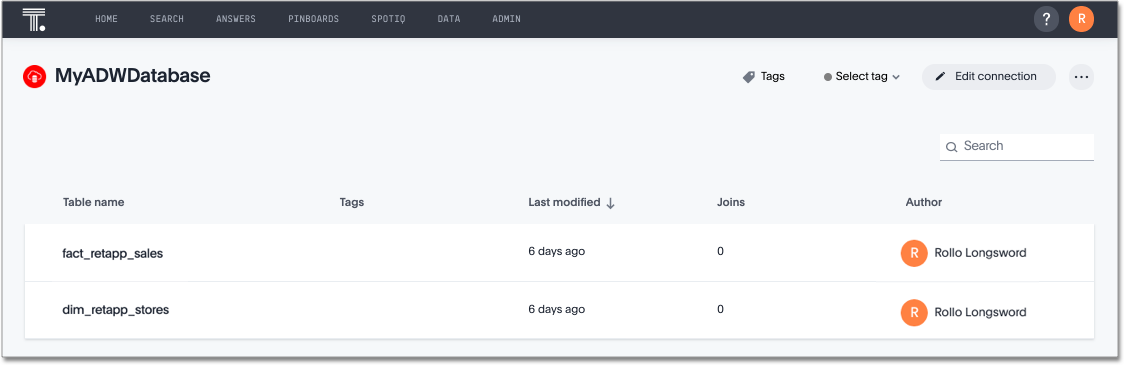 T. HOME SEARCH ANSWERS PINBOARDS SPOTIQ DATA ADMIN ? R
MyADWDatabase Tags Select tag Edit connection ...
Search
Table name Tags Last modified ↓ Joins Author
fact_retapp_sales 6 days ago 0 R Rollo Longsword
dim_retapp_stores 6 days ago 0 R Rollo Longsword